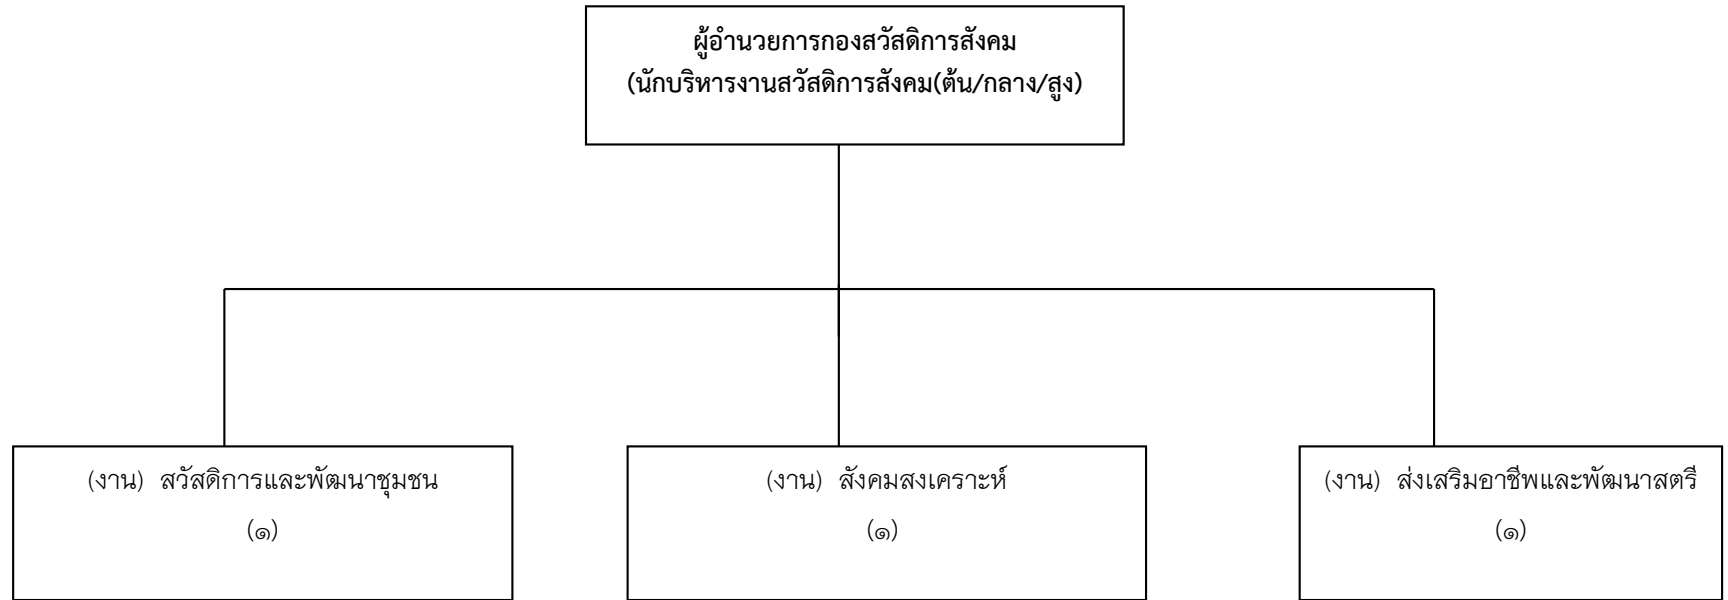 ผู้อำนวยการกองสวัสดิการสังคม
(นักบริหารงานสวัสดิการสังคม(ต้น/กลาง/สูง)
(งาน) สวัสดิการและพัฒนาชุมชน
(๑)
(งาน) สังคมสงเคราะห์
(๑)
(งาน) ส่งเสริมอาชีพและพัฒนาสตรี
(๑)